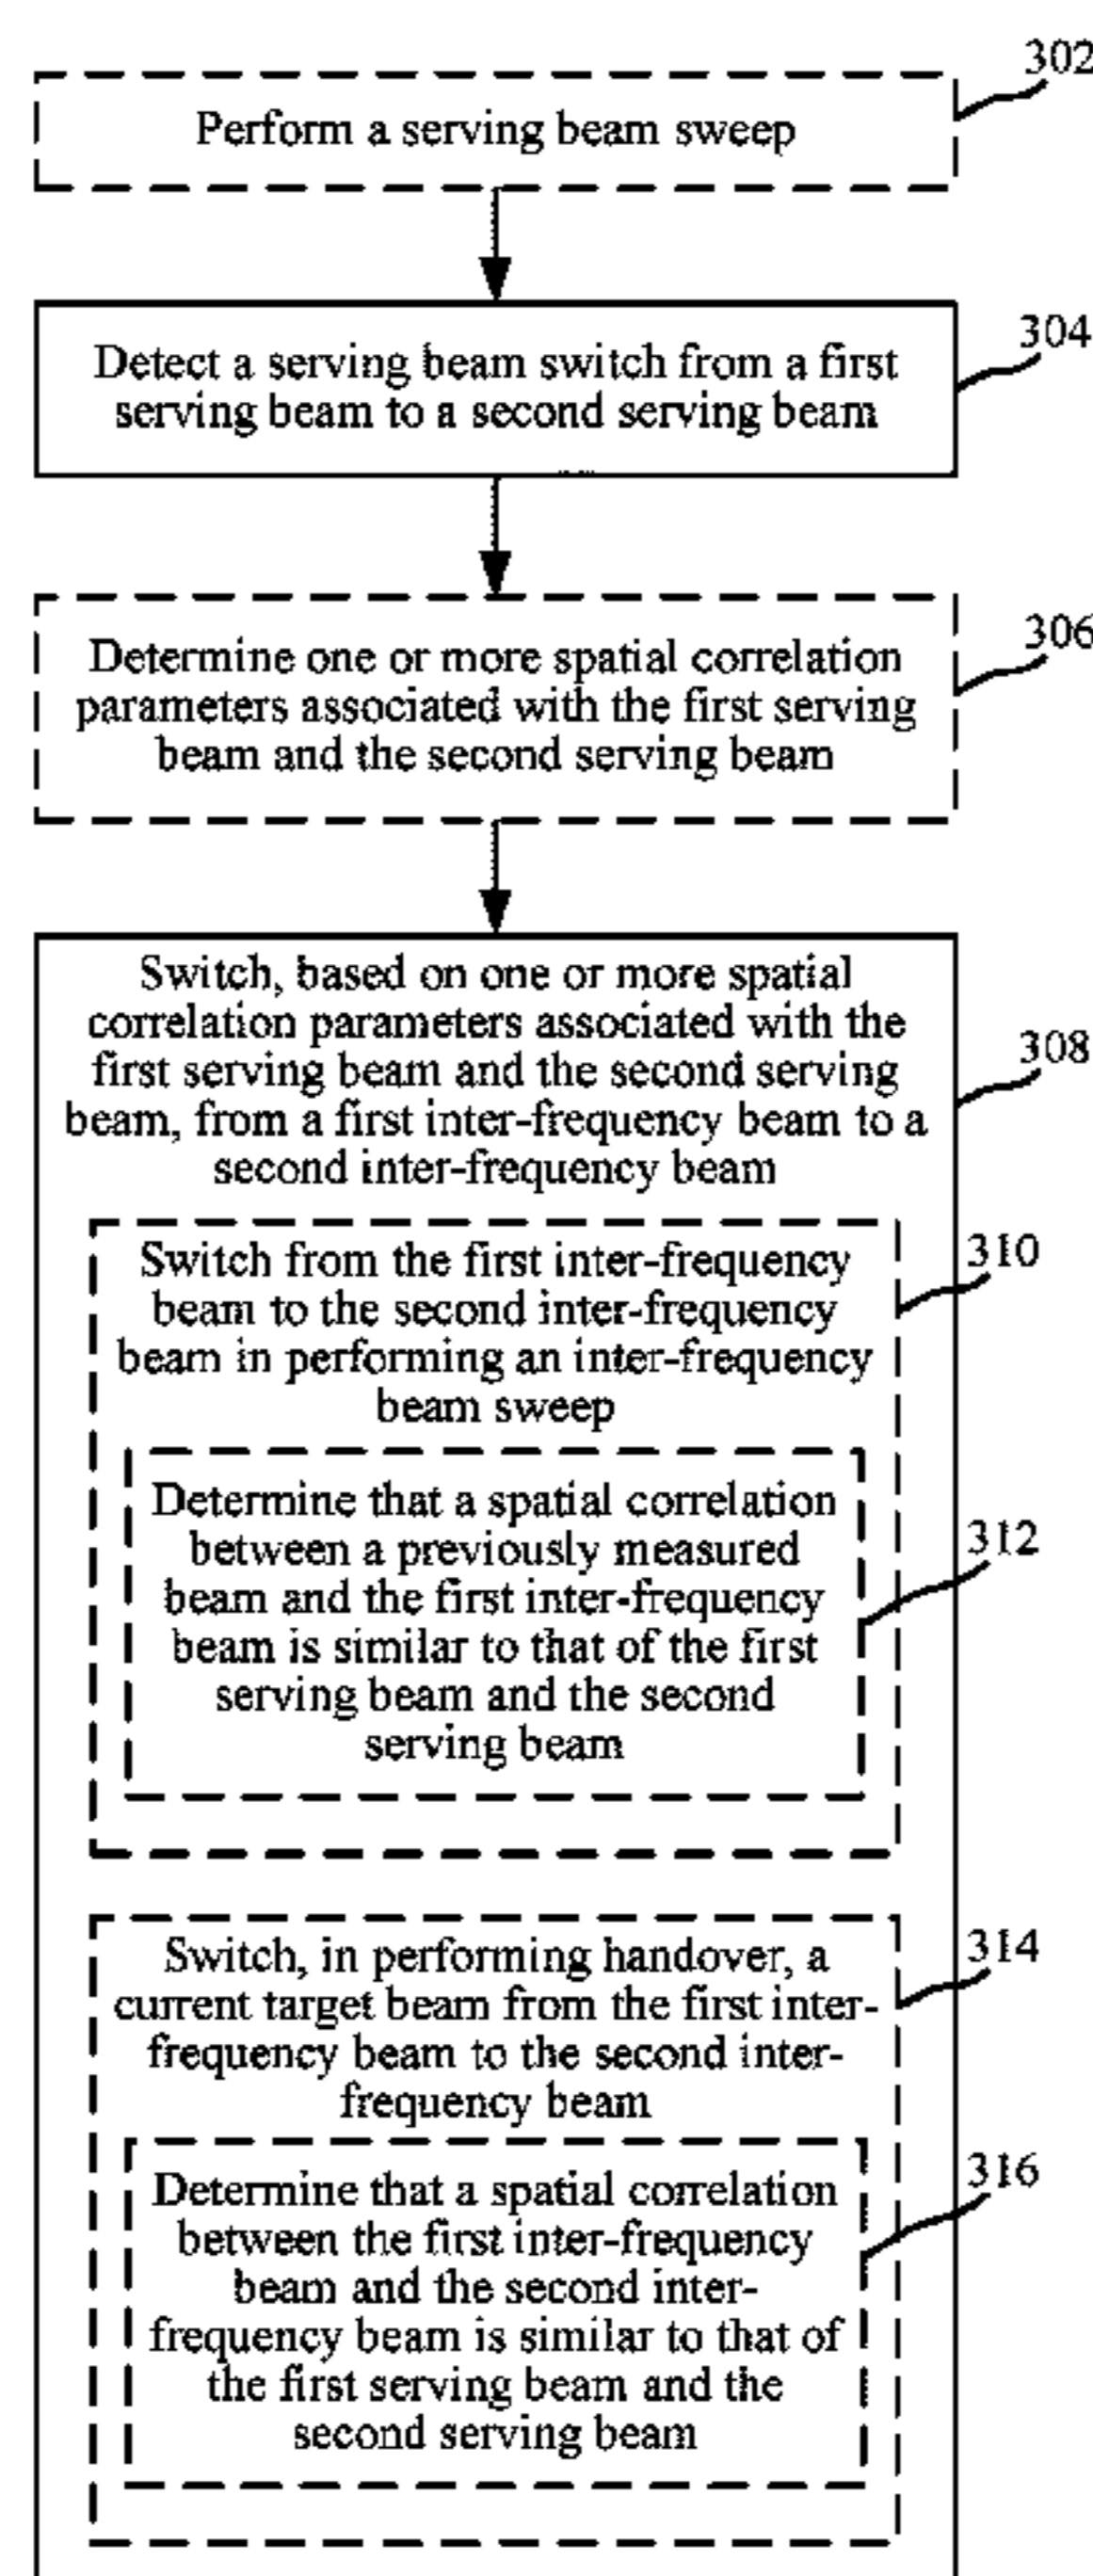 302
Perform a serving beam sweep
304
Detect a serving beam switch from a first
serving beam to a second serving beam
306
Determine one or more spatial correlation
parameters associated with the first serving
beam and the second serving beam
308
Switch, based on one or more spatial
correlation parameters associated with the
first serving beam and the second serving
beam, from a first inter-frequency beam to a
second inter-frequency beam
310
Switch from the first inter-frequency
beam to the second inter-frequency
beam in performing an inter-frequency
beam sweep
312
Determine that a spatial correlation
between a previously measured
beam and the first inter-frequency
beam is similar to that of the first
serving beam and the second
serving beam
314
Switch, in performing handover, a
current target beam from the first inter-
frequency beam to the second inter-
frequency beam
316
Determine that a spatial correlation
between the first inter-frequency
beam and the second inter-
frequency beam is similar to that of
the first serving beam and the
second serving beam